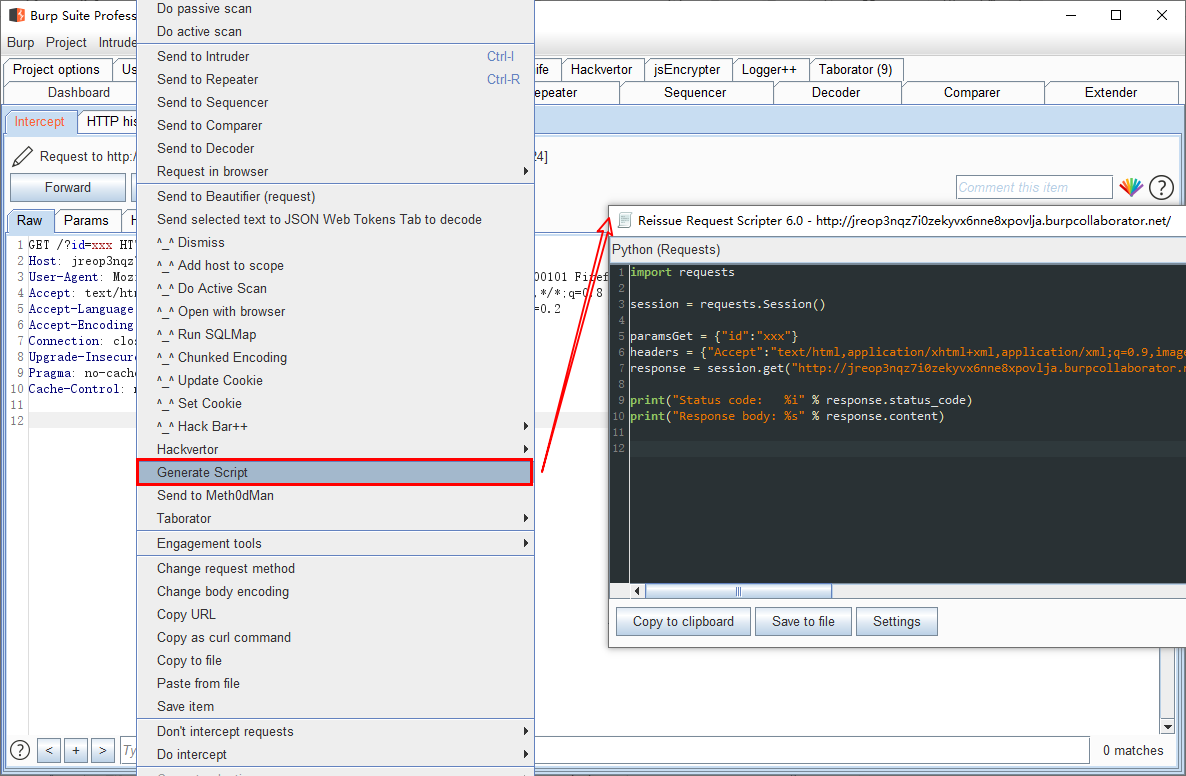 Burp Suite Profess
Burp Project Intrude
Project options
Us
ife
Hackvertor
jsEncrypter
Logger++
Taborator (9)
Dashboard
epeater
Sequencer
Decoder
Comparer
Extender
Intercept
HTTP his
Request to http:/
24]
Forward
Comment this item
?
Raw
Params
H
1 GET /?id=xxx HT
2 Host: jreop3nqz
3 User-Agent: Mozi
00101 Firef
4 Accept: text/htm
,*/*;q=0.8
5 Accept-Language
=0.2
6 Accept-Encoding
7 Connection: clos
8 Upgrade-Insecure
9 Pragma: no-cache
10 Cache-Control: n
11
12
Do passive scan
Do active scan
Send to Intruder Ctrl-I
Send to Repeater Ctrl-R
Send to Sequencer
Send to Comparer
Send to Decoder
Request in browser
Send to Beautifier (request)
Send selected text to JSON Web Tokens Tab to decode
^_^ Dismiss
^_^ Add host to scope
^_^ Do Active Scan
^_^ Open with browser
^_^ Run SQLMap
^_^ Chunked Encoding
^_^ Update Cookie
^_^ Set Cookie
^_^ Hack Bar++
Hackvertor
Generate Script
Send to Meth0dMan
Taborator
Engagement tools
Change request method
Change body encoding
Copy URL
Copy as curl command
Copy to file
Paste from file
Save item
Don't intercept requests
Do intercept
Reissue Request Scripter 6.0 - http://jreop3nqz7i0zekyvx6nne8xpovlja.burpcollaborator.net/
Python (Requests)
1 import requests
2
3 session = requests.Session()
4
5 paramsGet = {"id":"xxx"}
6 headers = {"Accept":"text/html,application/xhtml+xml,application/xml;q=0.9,image
7 response = session.get("http://jreop3nqz7i0zekyvx6nne8xpovlja.burpcollaborator.n
8
9 print("Status code:   %i" % response.status_code)
10 print("Response body: %s" % response.content)
11
12
Copy to clipboard
Save to file
Settings
? < + > Ty
0 matches